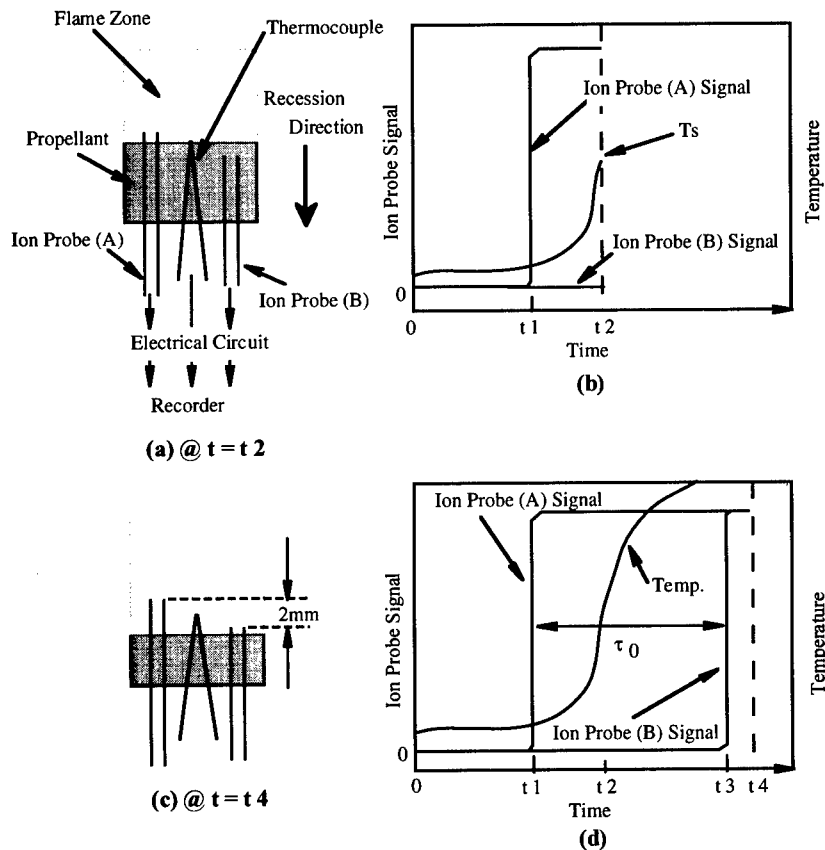 Flame Zone
Thermocouple
Recession
Direction
Propellant
Ion Probe (A)
Ion Probe (B)
Electrical Circuit
Recorder
(a) @ t = t 2
Ion Probe Signal
Ion Probe (A) Signal
Ts
Ion Probe (B) Signal
Temperature
0
0
t 1
t 2
Time
(b)
2mm
(c) @ t = t 4
Ion Probe Signal
Ion Probe (A) Signal
Temp.
τ 0
Ion Probe (B) Signal
Temperature
0
0
t 1
t 2
t 3
t 4
Time
(d)